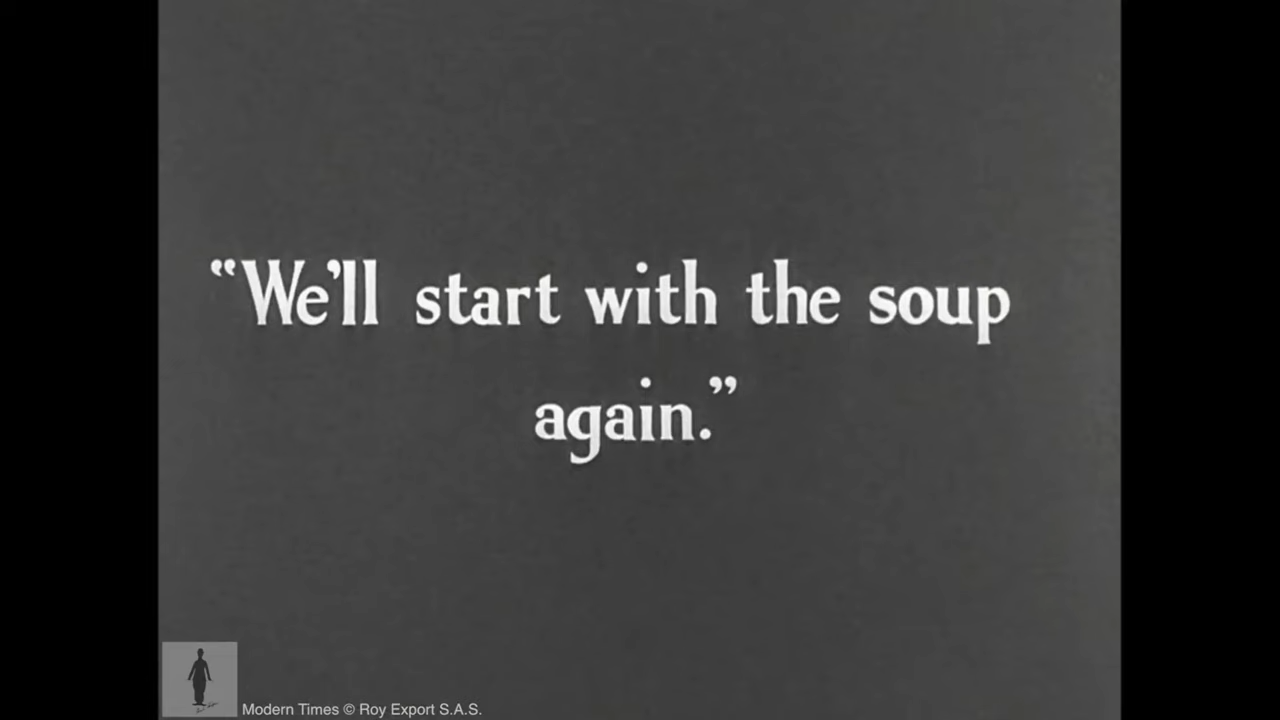 “We’ll start with the soup
again.”
Modern Times © Roy Export S.A.S.